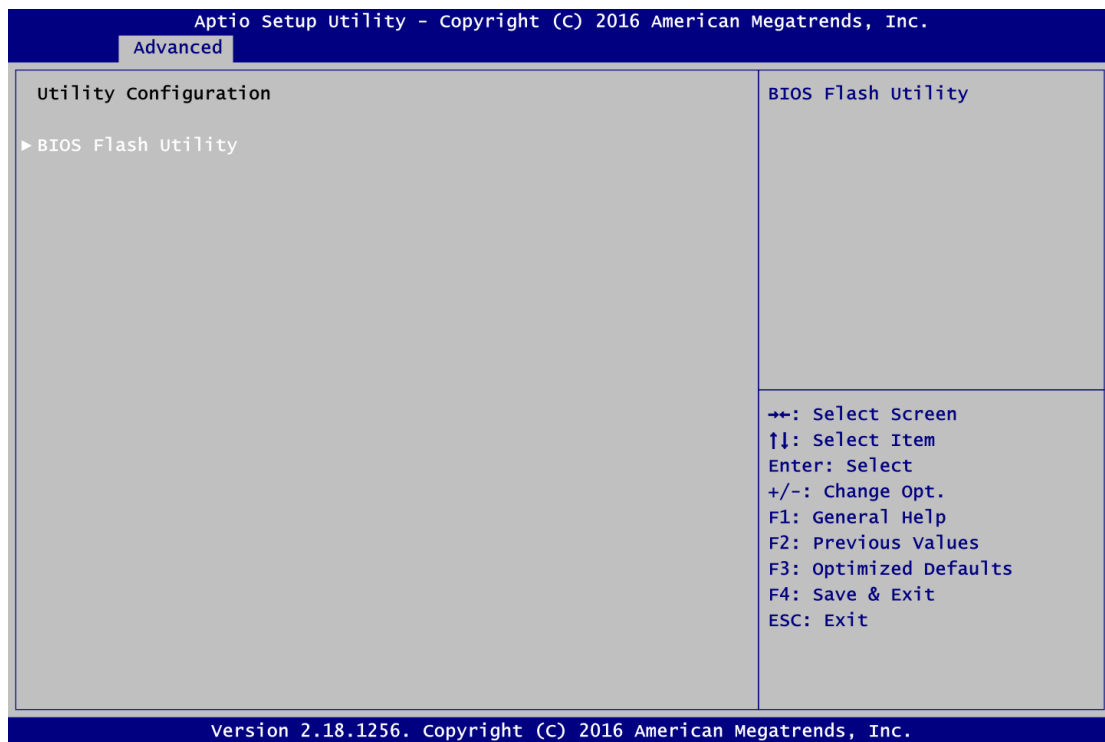 Aptio Setup Utility - Copyright (C) 2016 American Megatrends, Inc.
Advanced
Utility Configuration
►BIOS Flash Utility
BIOS Flash Utility
→←: Select Screen
↑↓: Select Item
Enter: Select
+/-: Change Opt.
F1: General Help
F2: Previous Values
F3: Optimized Defaults
F4: Save & Exit
ESC: Exit
Version 2.18.1256. Copyright (C) 2016 American Megatrends, Inc.